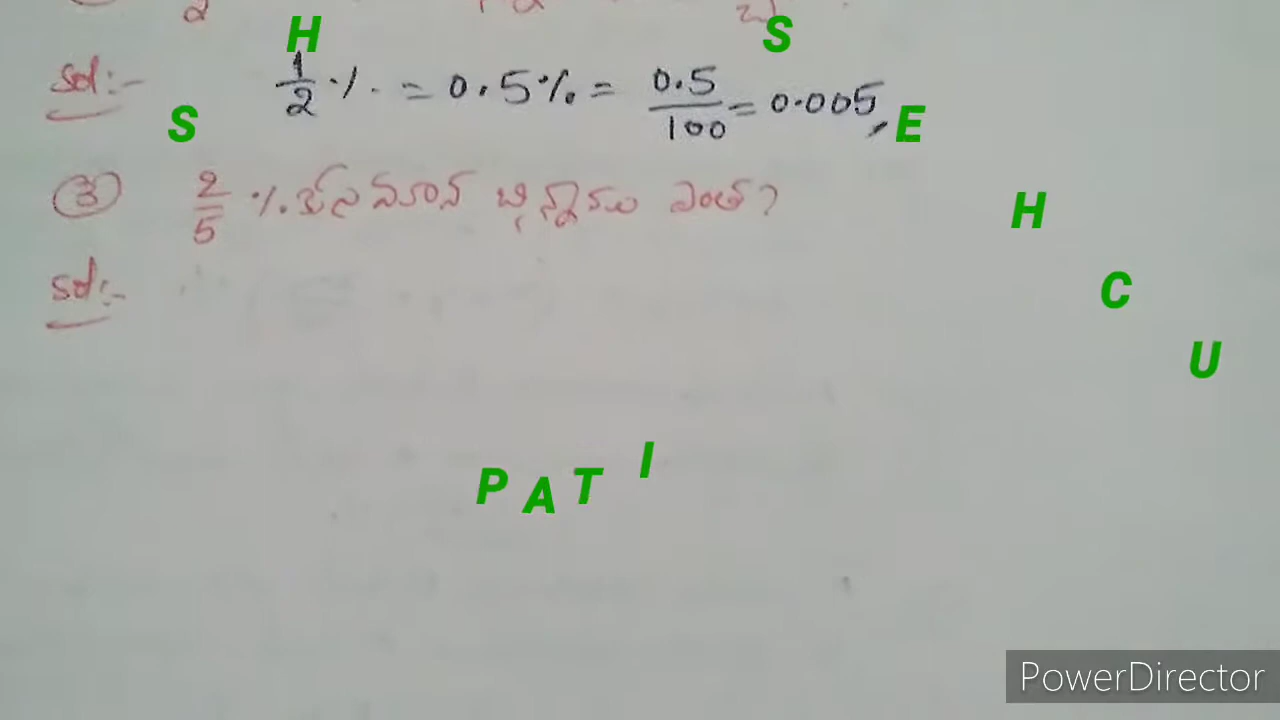 H S
Sol:- 1/2 % = 0.5% = 0.5/100 = 0.005,
S E
③ 2/5 %కు సమాన భిన్నము ఎంత?
H
Sol:-
C
U
P A T I
PowerDirector